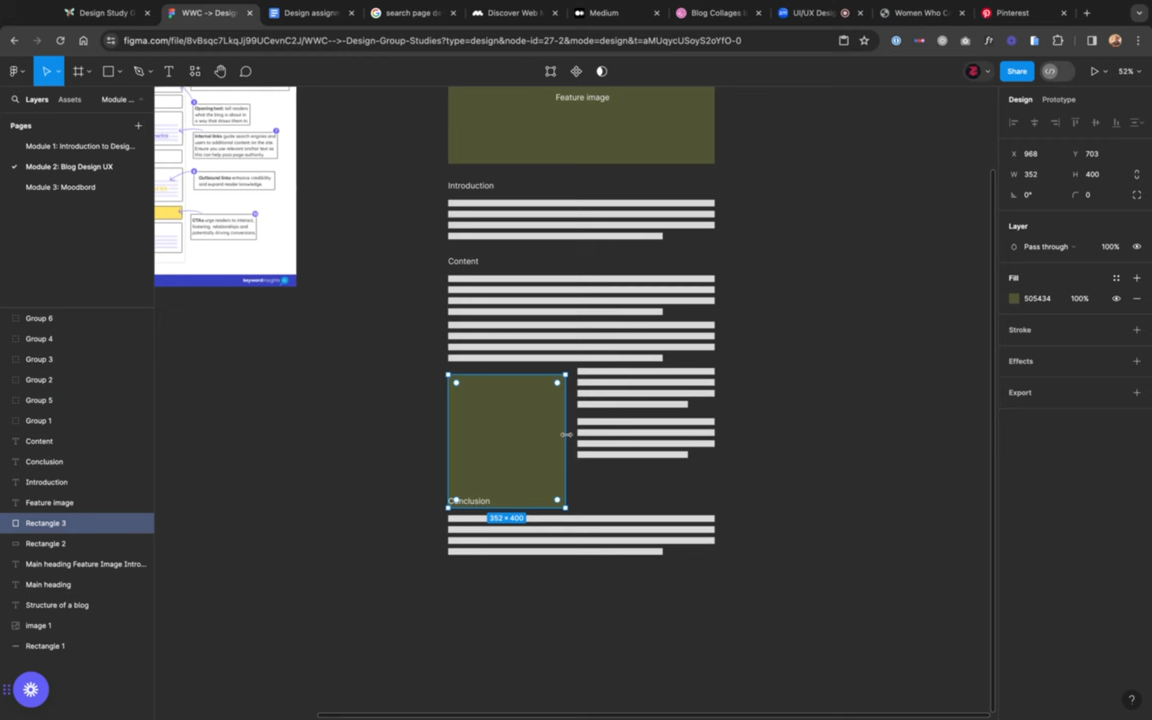 Design Study G
WWC -> Desig
Design assignm
search page de
Discover Web
Medium
Blog Collages
UI/UX Desi
Women Who C
Pinterest
figma.com/file/8vBsqc7LkqJj99UCevnC2J/WWC-->-Design-Group-Studies?type=design&node-id=27-2&mode=design&t=aMUqycUSoyS2oYfO-0
Share
52%
Layers
Assets
Module ...
Pages
Module 1: Introduction to Desig...
Module 2: Blog Design UX
Module 3: Moodbord
Group 6
Group 4
Group 3
Group 2
Group 5
Group 1
Content
Conclusion
Introduction
Feature image
Rectangle 3
Rectangle 2
Main heading Feature Image Intro...
Main heading
Structure of a blog
image 1
Rectangle 1
Opening text: tell readers
what the blog is about in
a way that draws them in.
Internal links guide search engines and
users to additional content on the site.
Ensure you use relevant anchor text as
this can help pass page authority.
Outbound links enhance credibility
and expand reader knowledge.
CTAs urge readers to interact,
fostering relationships and
potentially driving conversions.
keywordinsights
Feature image
Introduction
Content
Conclusion
352 × 400
Design
Prototype
X 968
Y 703
W 352
H 400
0°
0
Layer
Pass through
100%
Fill
505434
100%
Stroke
Effects
Export
?